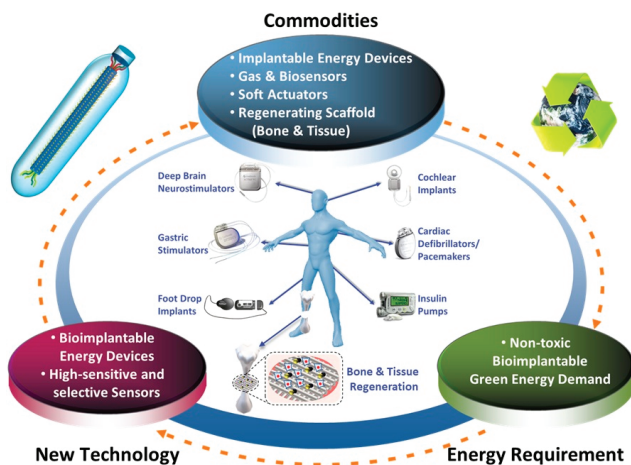 Commodities
• Implantable Energy Devices
• Gas & Biosensors
• Soft Actuators
• Regenerating Scaffold
(Bone & Tissue)
Deep Brain
Neurostimulators
Cochlear
Implants
Gastric
Stimulators
Cardiac
Defibrillators/
Pacemakers
Foot Drop
Implants
Insulin
Pumps
Bone & Tissue
Regeneration
• Bioimplantable
Energy Devices
• High-sensitive and
selective Sensors
• Non-toxic
Bioimplantable
Green Energy Demand
New Technology
Energy Requirement